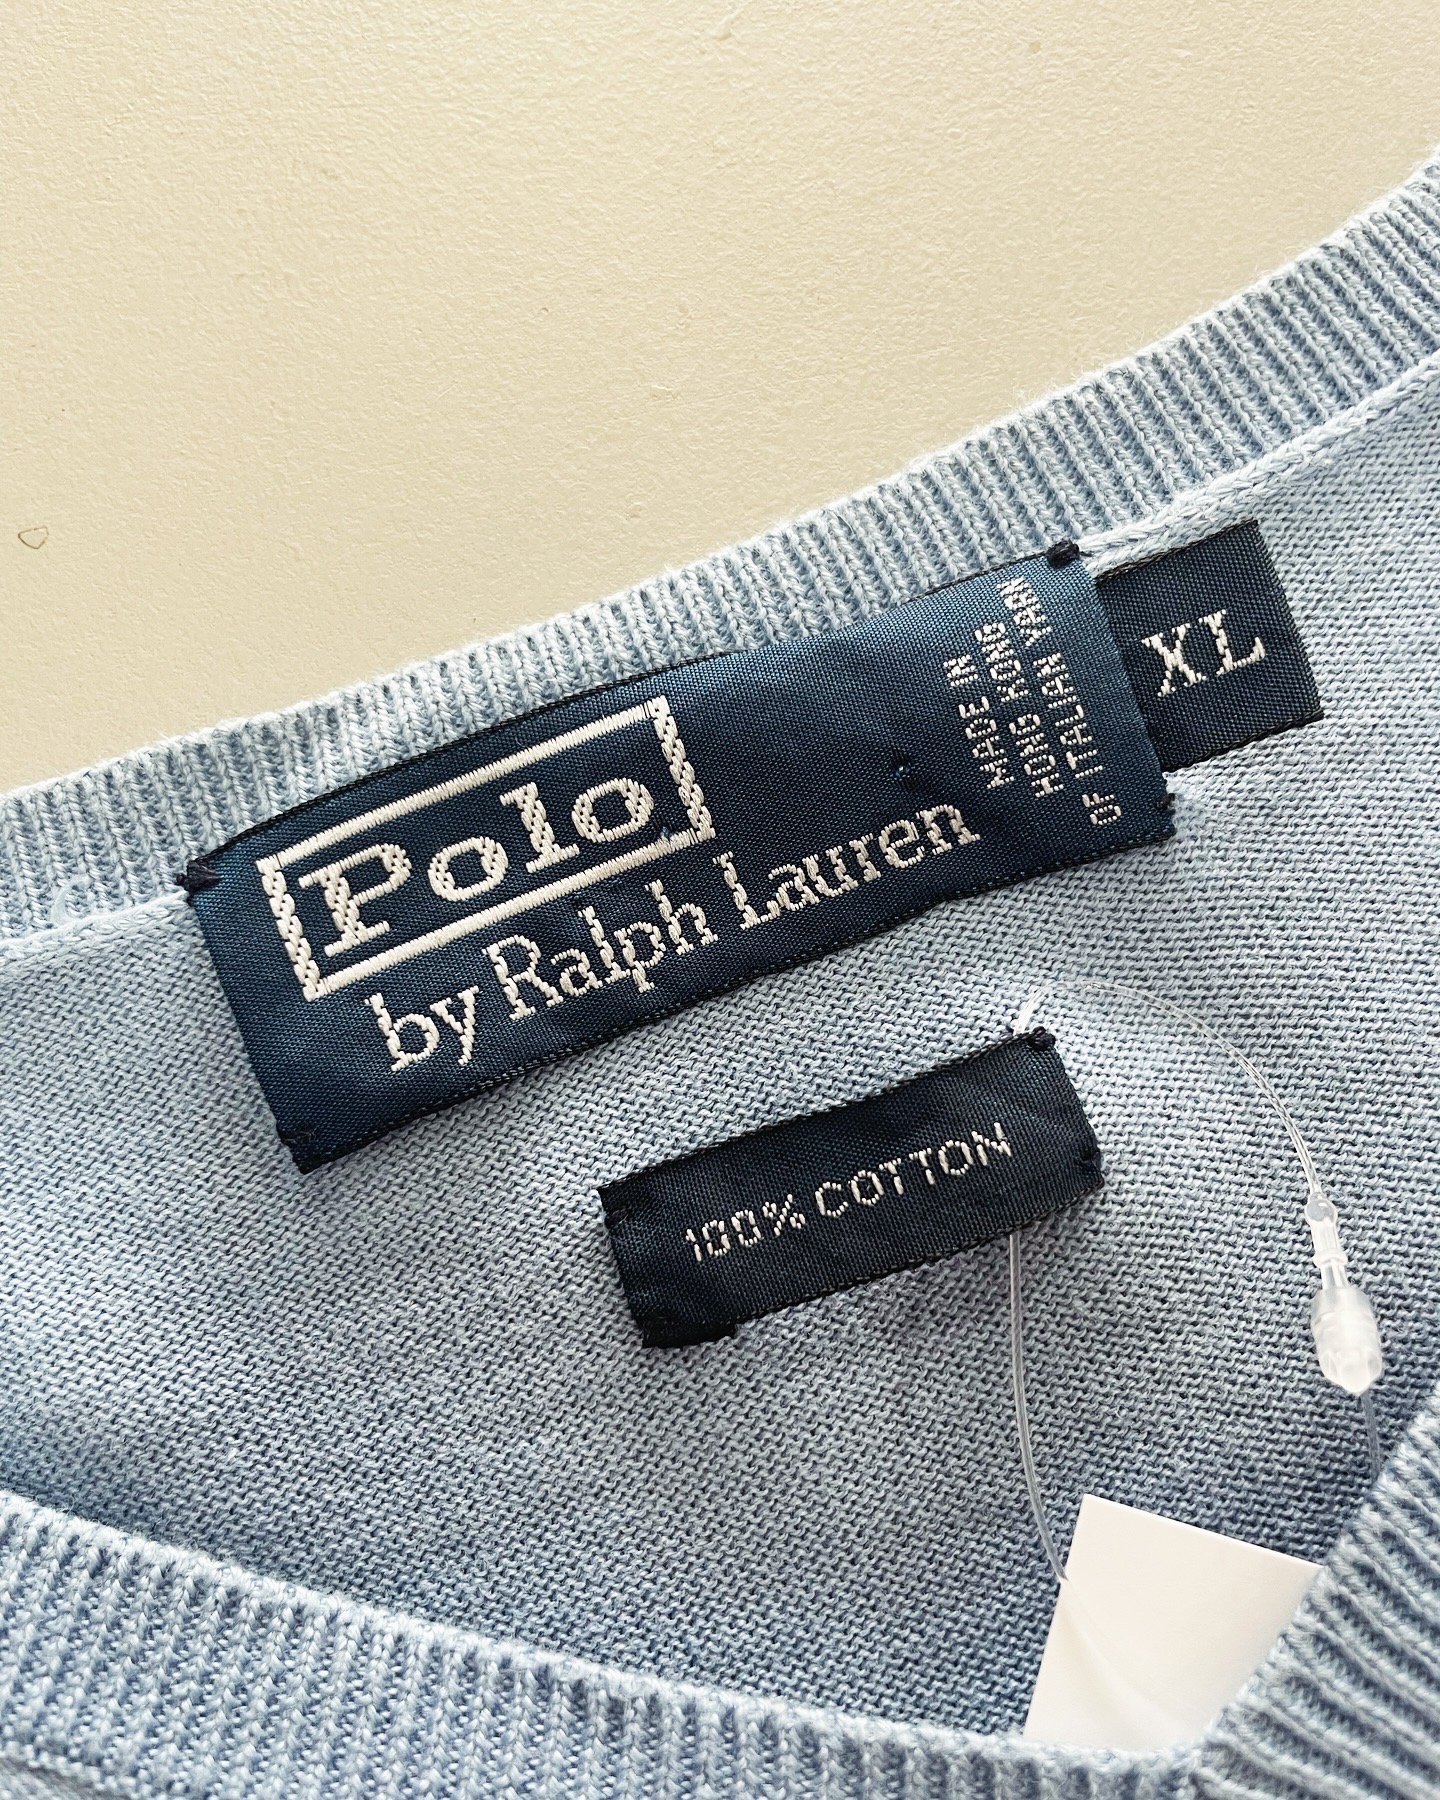 Polo
by Ralph Lauren
MADE IN
HONG KONG
OF ITALIAN YARN
XL
100% COTTON